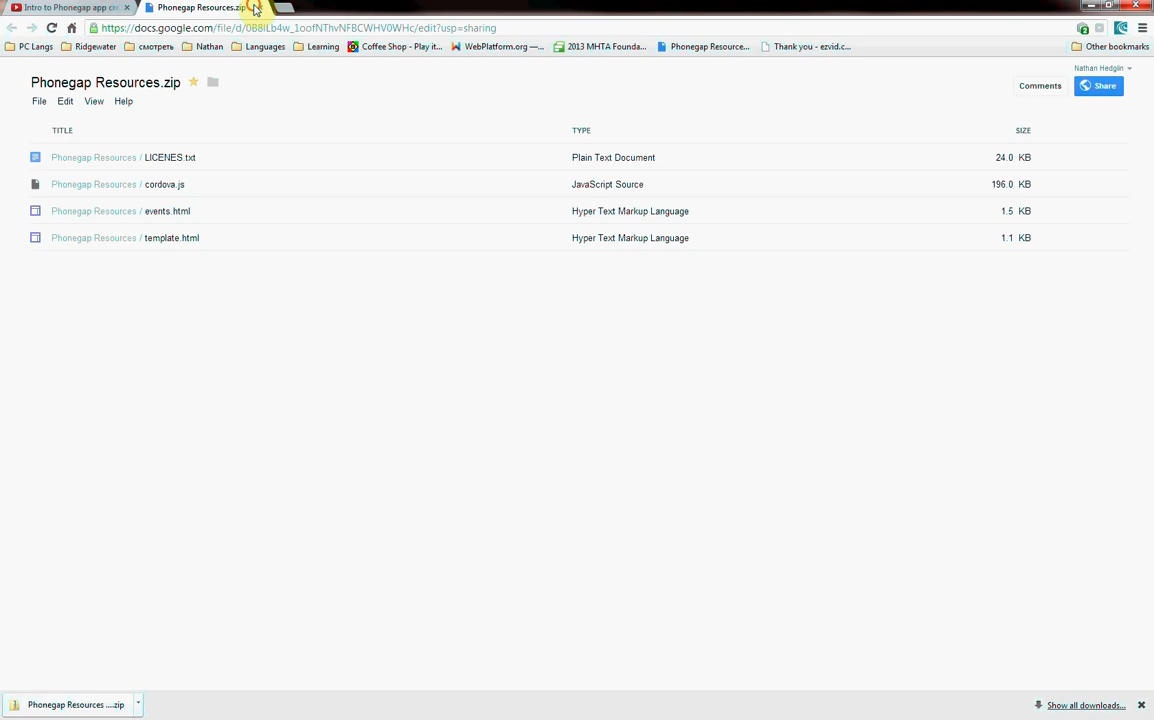 Intro to Phonegap app cre
Phonegap Resources.zip
https://docs.google.com/file/d/0B8iLb4w_1oofNThvNFBCWHV0WHc/edit?usp=sharing
PC Langs Ridgewater смотреть Nathan Languages Learning Coffee Shop - Play it... WebPlatform.org —... 2013 MHTA Founda... Phonegap Resource... Thank you - ezvid.c... Other bookmarks
Nathan Hedglin
Phonegap Resources.zip
Comments Share
File Edit View Help
TITLE TYPE SIZE
Phonegap Resources / LICENES.txt Plain Text Document 24.0 KB
Phonegap Resources / cordova.js JavaScript Source 196.0 KB
Phonegap Resources / events.html Hyper Text Markup Language 1.5 KB
Phonegap Resources / template.html Hyper Text Markup Language 1.1 KB
Phonegap Resources ....zip Show all downloads...